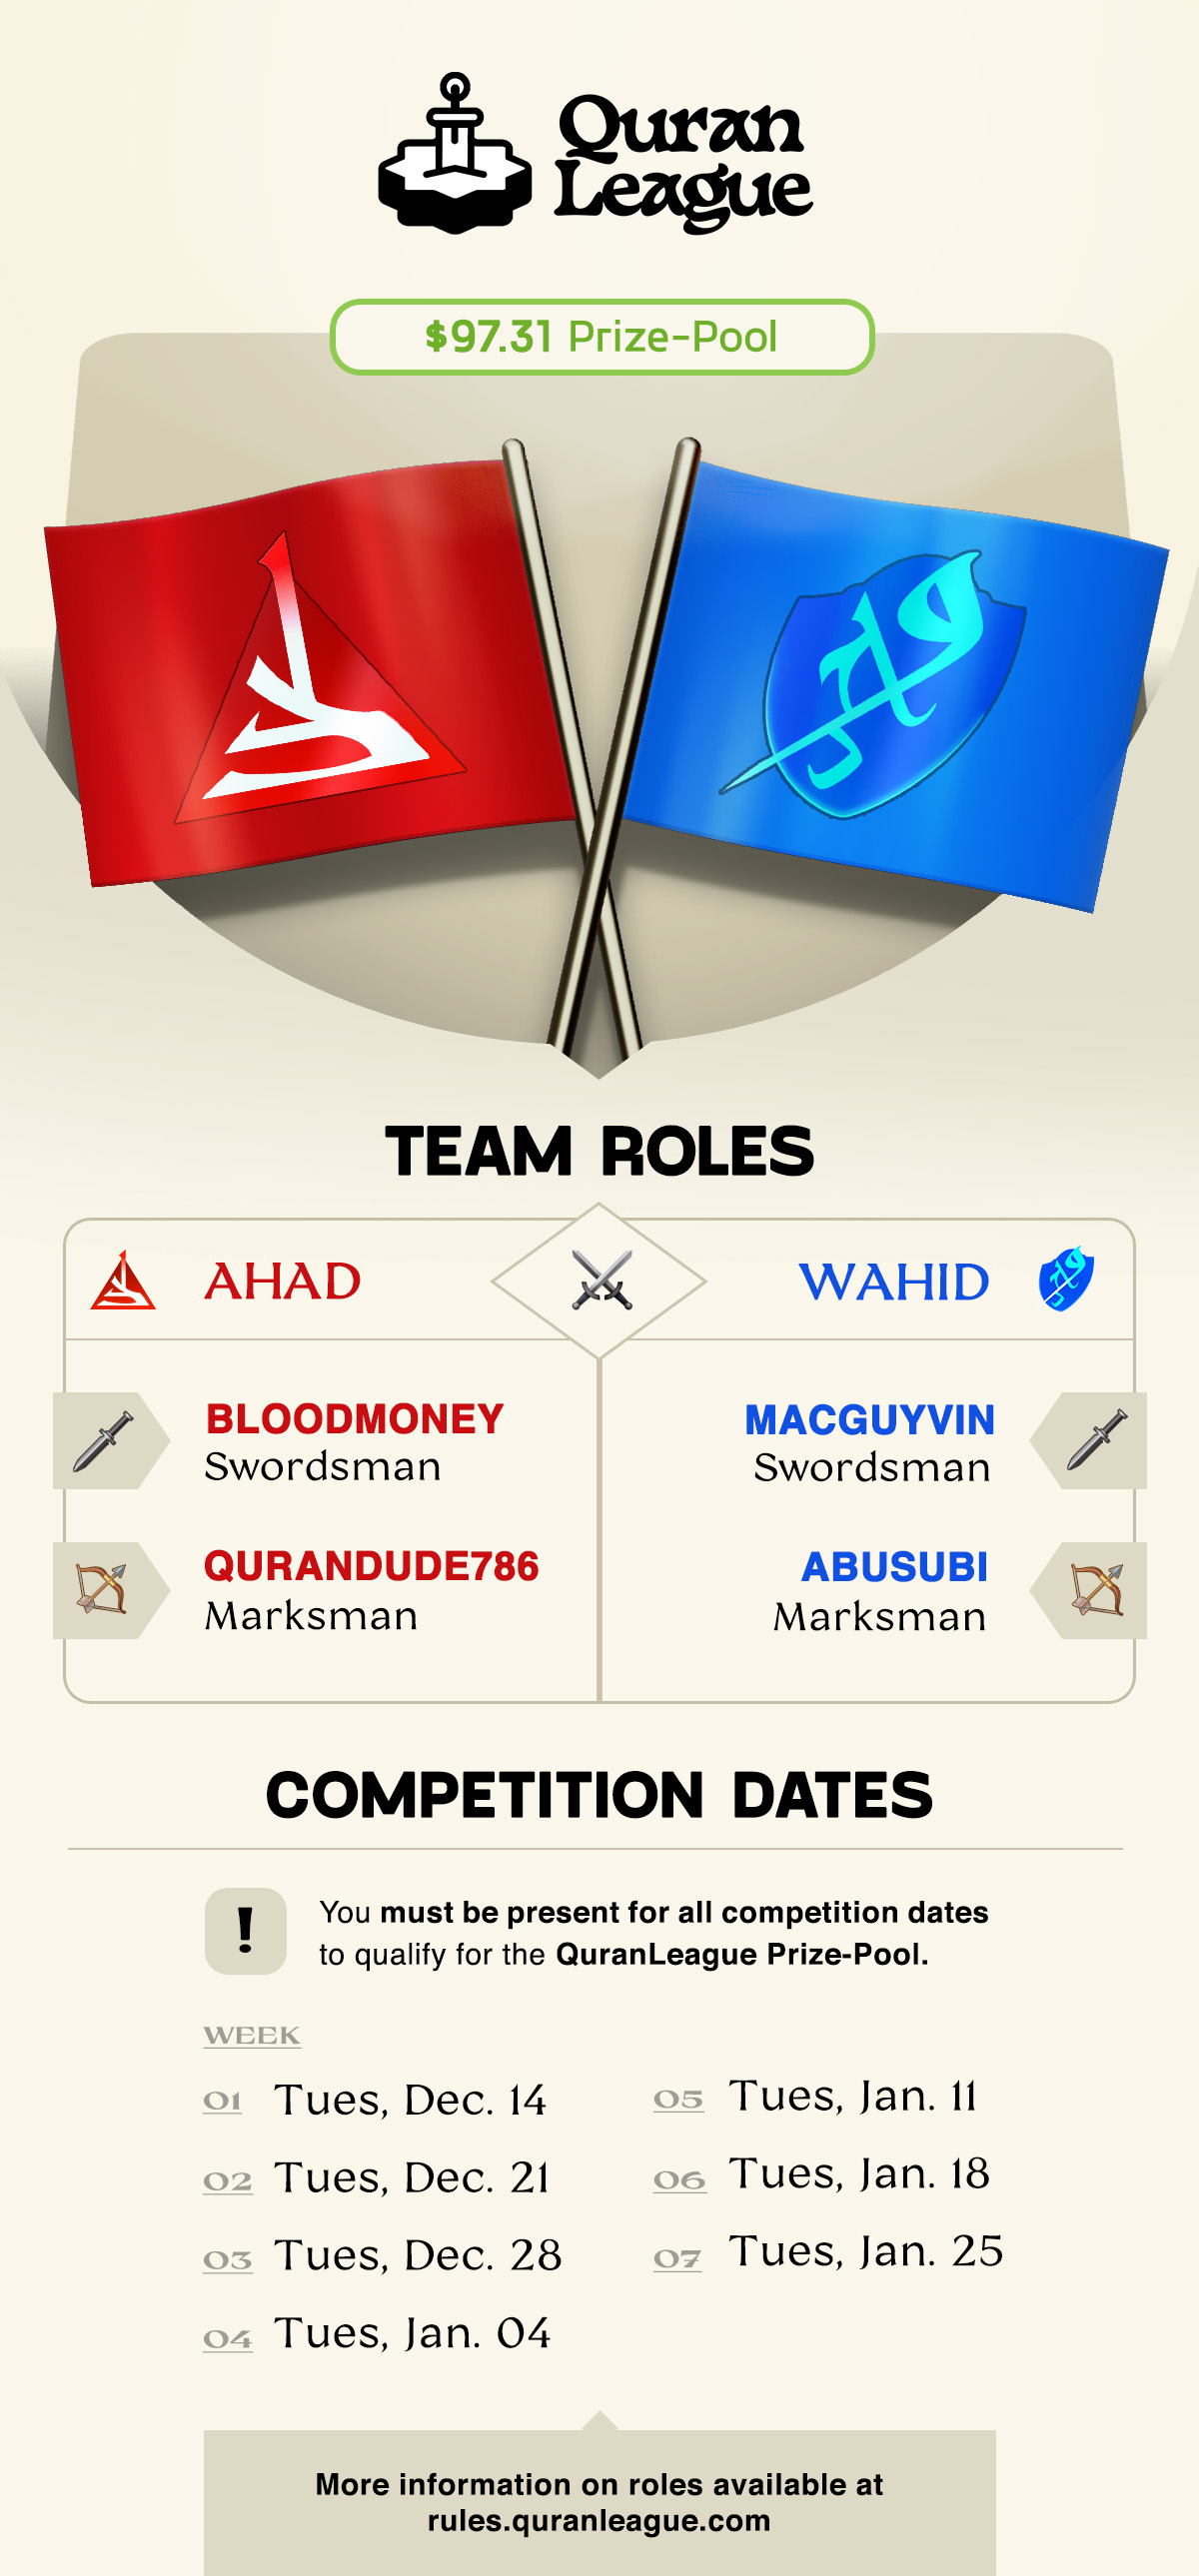 Quran
League
$97.31 Prize-Pool
واحد
TEAM ROLES
AHAD
WAHID
BLOODMONEY
Swordsman
MACGUYVIN
Swordsman
QURANDUDE786
Marksman
ABUSUBI
Marksman
COMPETITION DATES
!
You must be present for all competition dates
to qualify for the QuranLeague Prize-Pool.
WEEK
01 Tues, Dec. 14
02 Tues, Dec. 21
03 Tues, Dec. 28
04 Tues, Jan. 04
05 Tues, Jan. 11
06 Tues, Jan. 18
07 Tues, Jan. 25
More information on roles available at
rules.quranleague.com